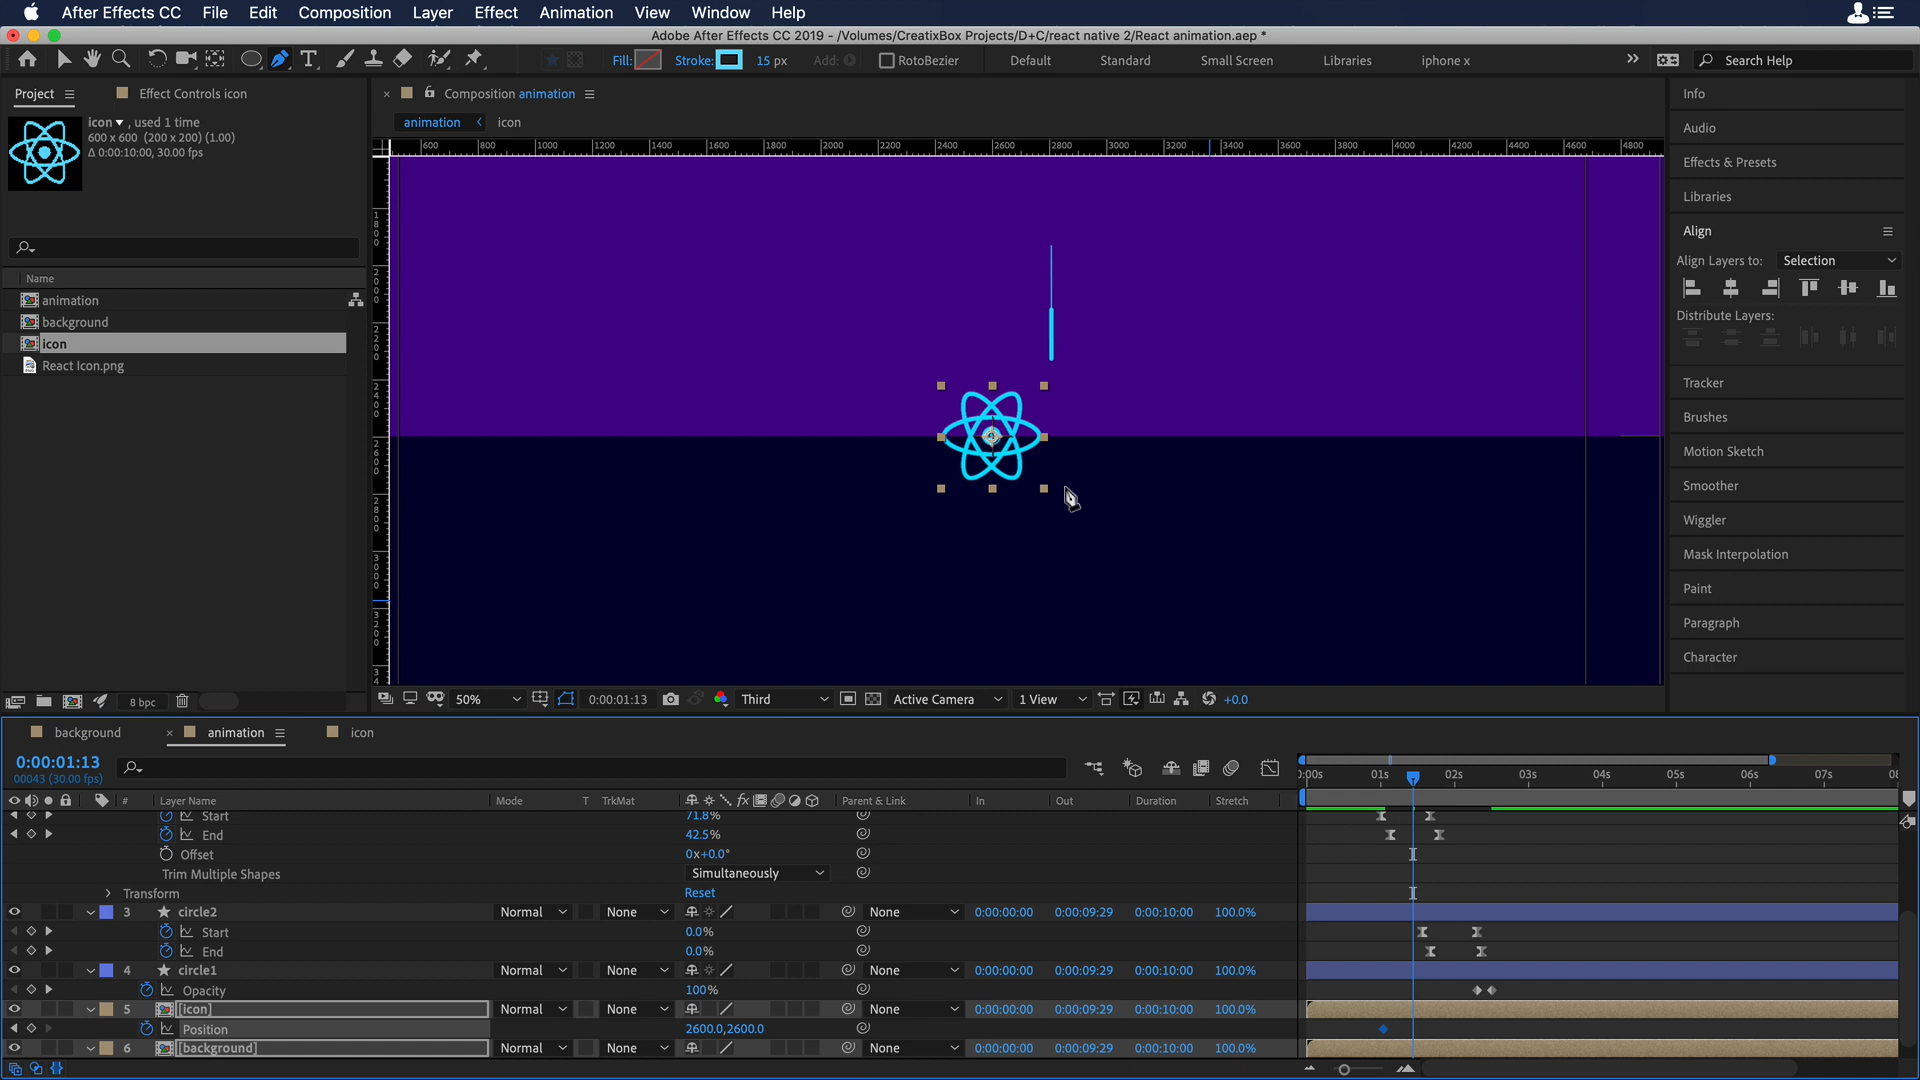 After Effects CC File Edit Composition Layer Effect Animation View Window Help
Adobe After Effects CC 2019 - /Volumes/CreatixBox Projects/D+C/react native 2/React animation.aep *
Fill: Stroke: 15 px Add: RotoBezier Default Standard Small Screen Libraries iphone x Search Help
Project Effect Controls icon
Composition animation
icon , used 1 time
600 x 600 (200 x 200) (1.00)
Δ 0:00:10:00, 30.00 fps
animation icon
600 800 1000 1200 1400 1600 1800 2000 2200 2400 2600 2800 3000 3200 3400 3600 3800 4000 4200 4400 4600 4800
Name
animation
background
icon
React Icon.png
8 bpc
50% 0:00:01:13 Third Active Camera 1 View +0.0
Info
Audio
Effects & Presets
Libraries
Align
Align Layers to: Selection
Distribute Layers:
Tracker
Brushes
Motion Sketch
Smoother
Wiggler
Mask Interpolation
Paint
Paragraph
Character
background animation icon
0:00:01:13
00043 (30.00 fps)
:00s 01s 02s 03s 04s 05s 06s 07s
# Layer Name Mode T TrkMat Parent & Link In Out Duration Stretch
Start 71.8%
End 42.5%
Offset 0x+0.0°
Trim Multiple Shapes Simultaneously
Transform Reset
3 circle2 Normal None None 0:00:00:00 0:00:09:29 0:00:10:00 100.0%
Start 0.0%
End 0.0%
4 circle1 Normal None None 0:00:00:00 0:00:09:29 0:00:10:00 100.0%
Opacity 100%
5 [icon] Normal None None 0:00:00:00 0:00:09:29 0:00:10:00 100.0%
Position 2600.0,2600.0
6 [background] Normal None None 0:00:00:00 0:00:09:29 0:00:10:00 100.0%